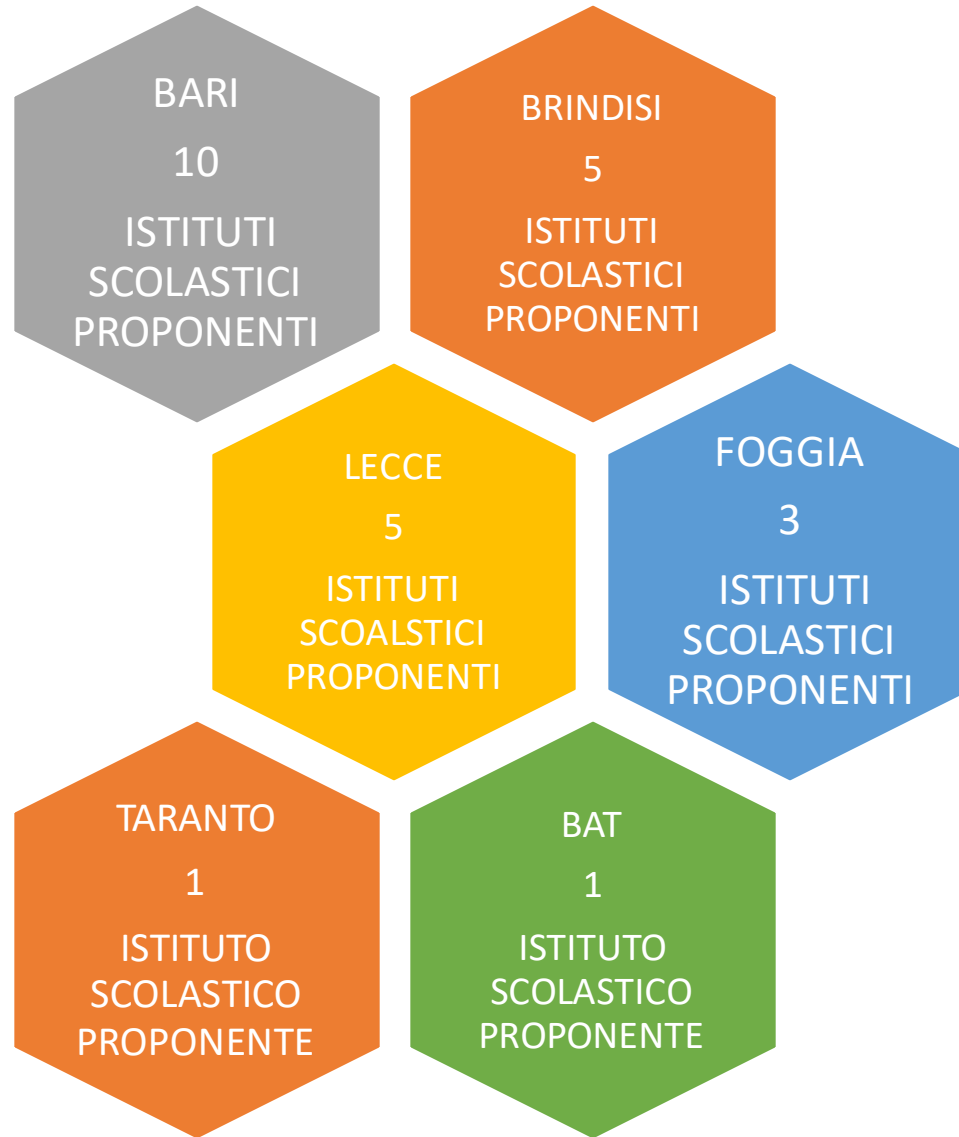 BARI
10
ISTITUTI
SCOLASTICI
PROPONENTI
BRINDISI
5
ISTITUTI
SCOLASTICI
PROPONENTI
LECCE
5
ISTITUTI
SCOALSTICI
PROPONENTI
FOGGIA
3
ISTITUTI
SCOLASTICI
PROPONENTI
TARANTO
1
ISTITUTO
SCOLASTICO
PROPONENTE
BAT
1
ISTITUTO
SCOLASTICO
PROPONENTE